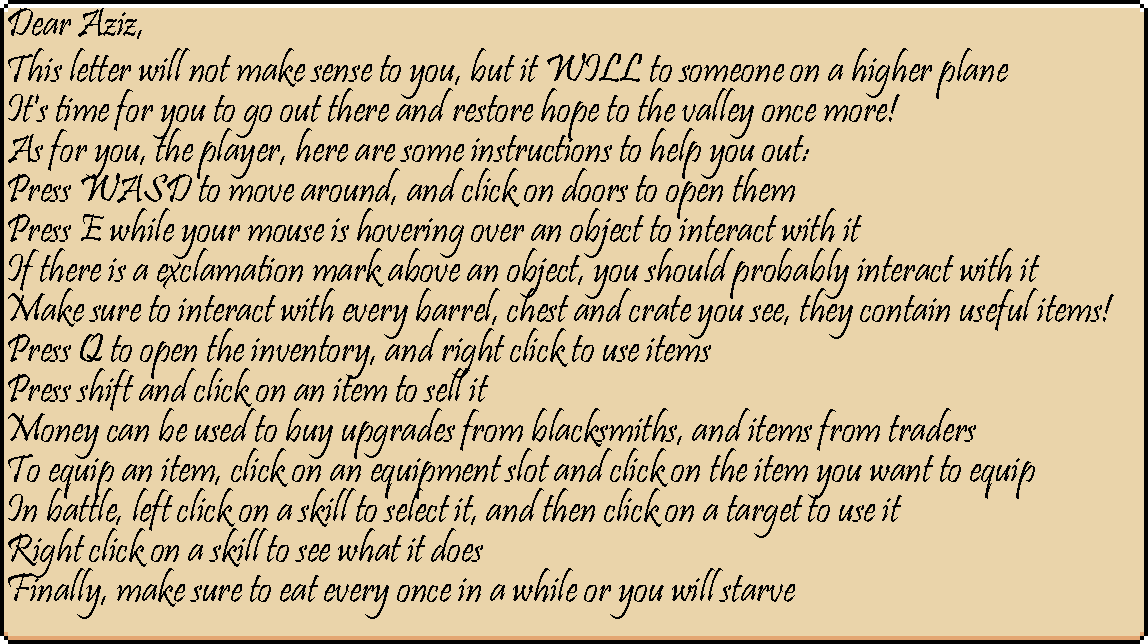 Dear Aziz,
This letter will not make sense to you, but it WILL to someone on a higher plane
It's time for you to go out there and restore hope to the valley once more!
As for you, the player, here are some instructions to help you out:
Press WASD to move around, and click on doors to open them
Press E while your mouse is hovering over an object to interact with it
If there is a exclamation mark above an object, you should probably interact with it
Make sure to interact with every barrel, chest and crate you see, they contain useful items!
Press Q to open the inventory, and right click to use items
Press shift and click on an item to sell it
Money can be used to buy upgrades from blacksmiths, and items from traders
To equip an item, click on an equipment slot and click on the item you want to equip
In battle, left click on a skill to select it, and then click on a target to use it
Right click on a skill to see what it does
Finally, make sure to eat every once in a while or you will starve